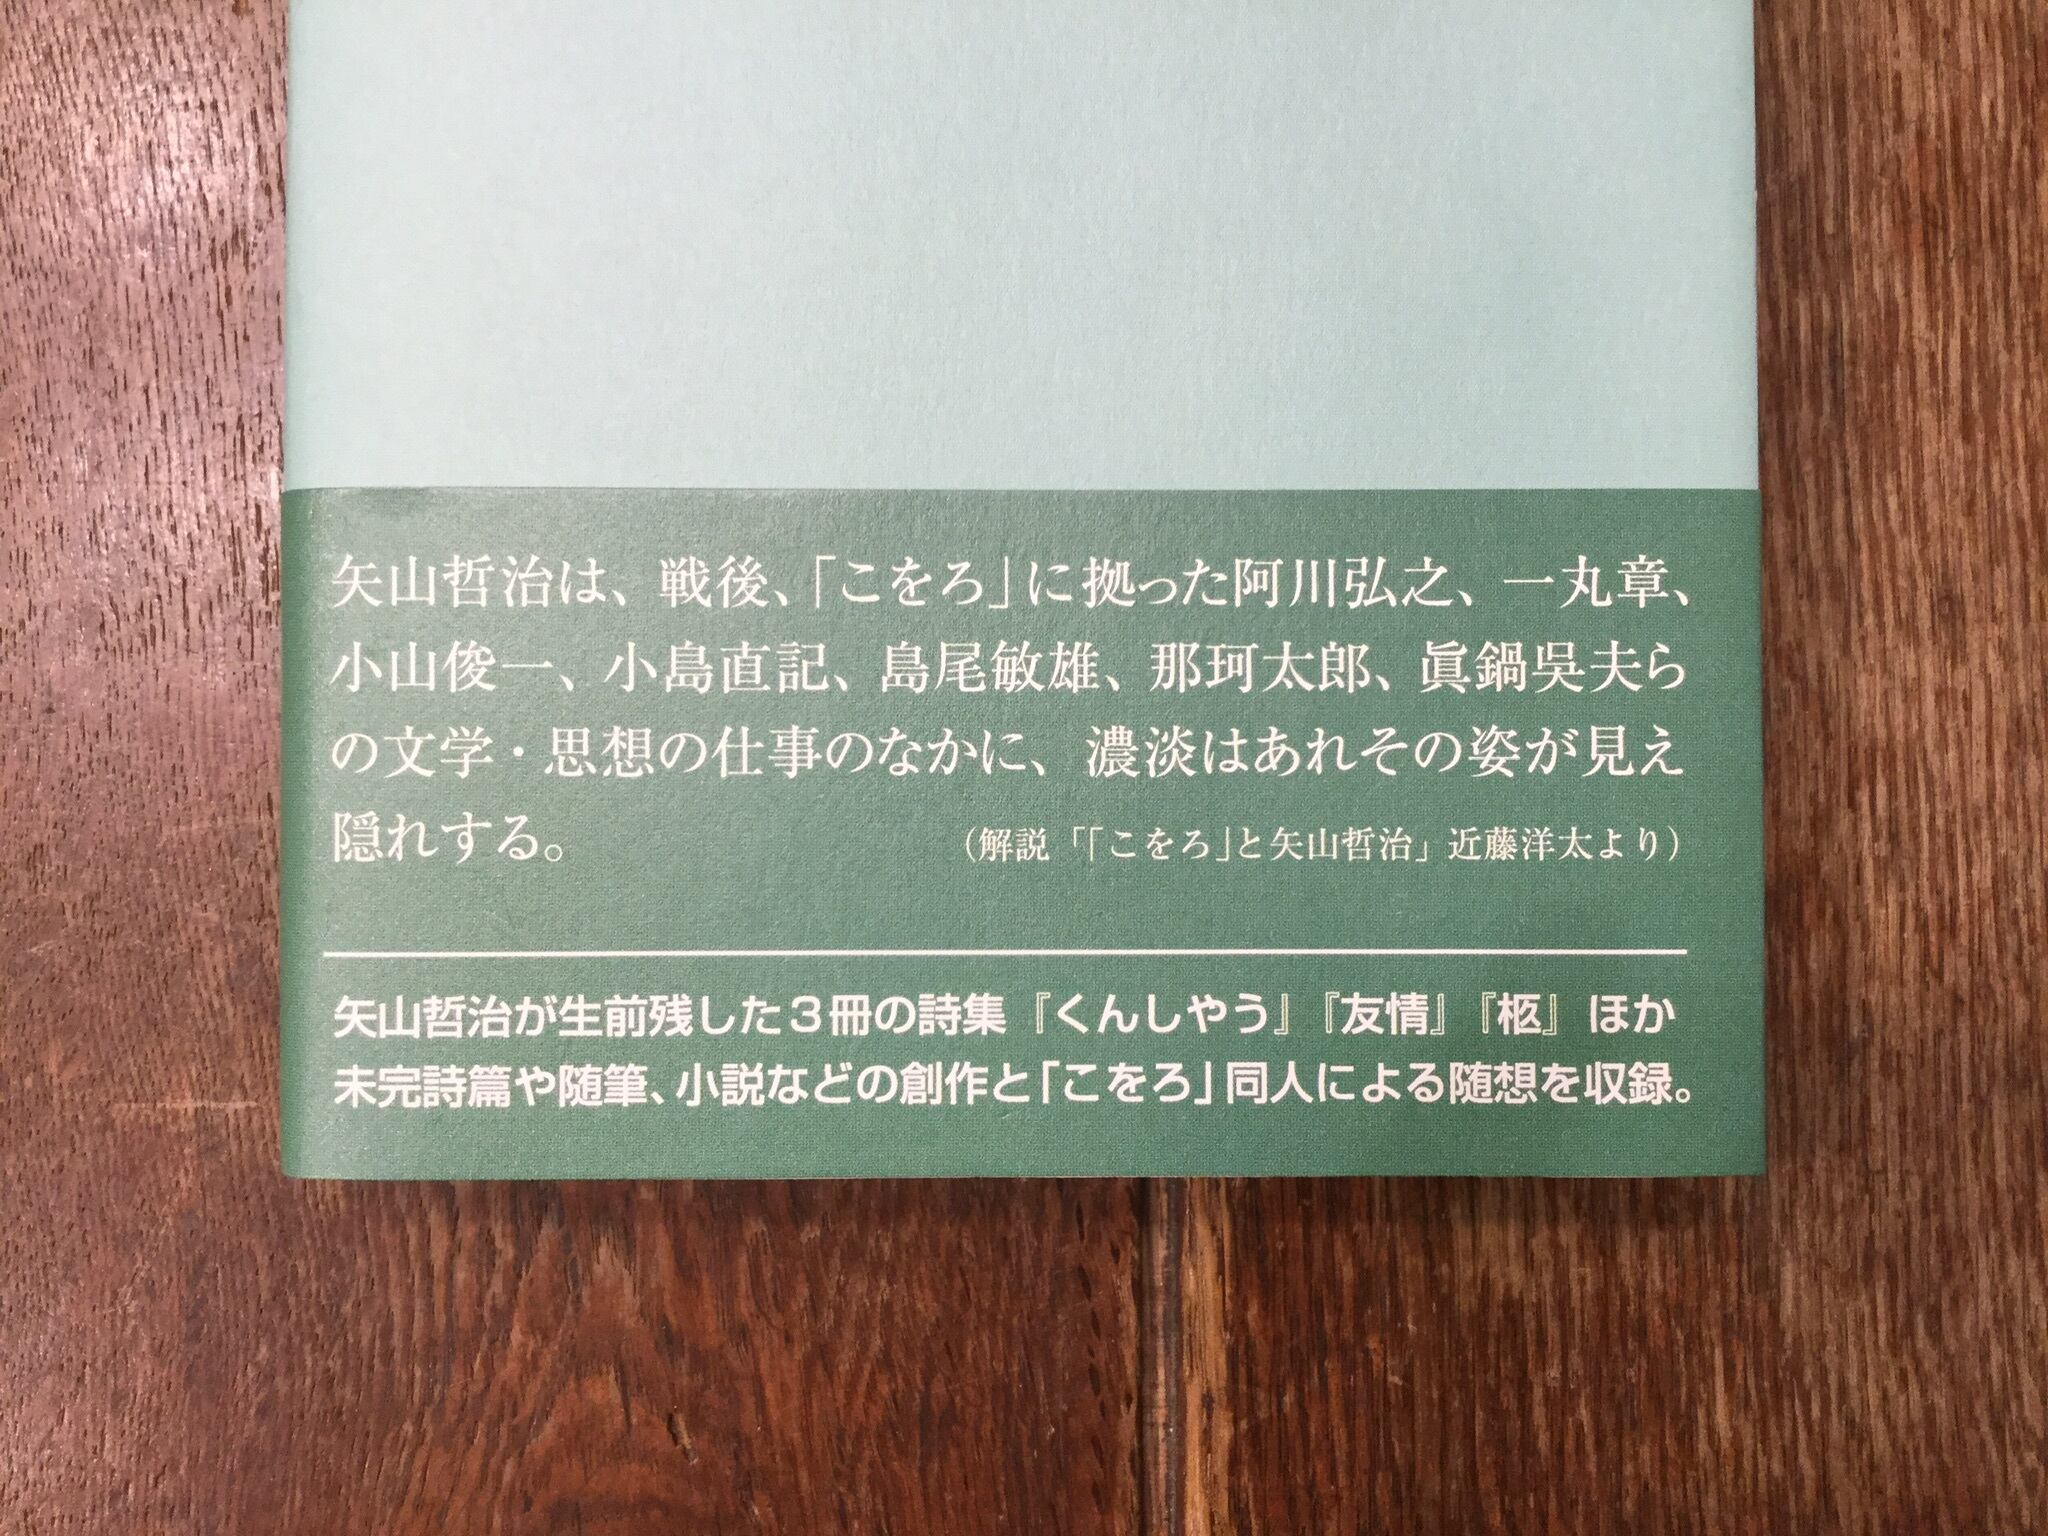 矢山哲治は、戦後、「こをろ」に拠った阿川弘之、一丸章、
小山俊一、小島直記、島尾敏雄、那珂太郎、眞鍋呉夫ら
の文学・思想の仕事のなかに、濃淡はあれその姿が見え
隠れする。 （解説「「こをろ」と矢山哲治」近藤洋太より）
矢山哲治が生前残した3冊の詩集『くんしやう』『友情』『柩』ほか
未完詩篇や随筆、小説などの創作と「こをろ」同人による随想を収録。